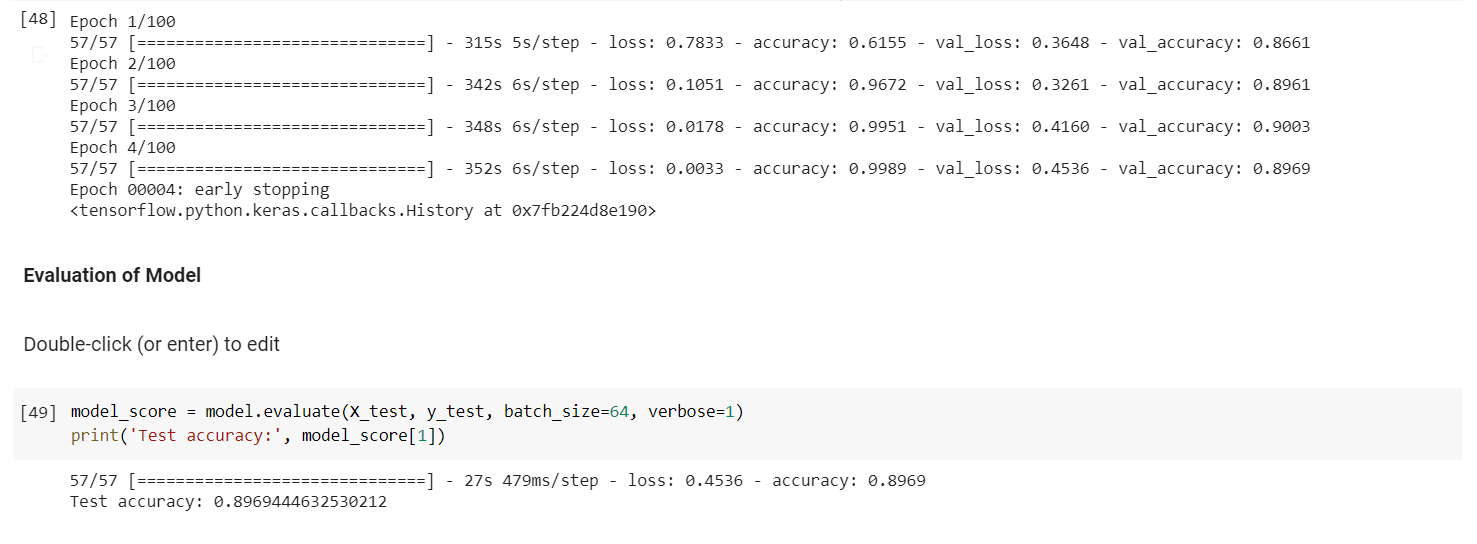 [48] Epoch 1/100
57/57 [==============================] - 315s 5s/step - loss: 0.7833 - accuracy: 0.6155 - val_loss: 0.3648 - val_accuracy: 0.8661
Epoch 2/100
57/57 [==============================] - 342s 6s/step - loss: 0.1051 - accuracy: 0.9672 - val_loss: 0.3261 - val_accuracy: 0.8961
Epoch 3/100
57/57 [==============================] - 348s 6s/step - loss: 0.0178 - accuracy: 0.9951 - val_loss: 0.4160 - val_accuracy: 0.9003
Epoch 4/100
57/57 [==============================] - 352s 6s/step - loss: 0.0033 - accuracy: 0.9989 - val_loss: 0.4536 - val_accuracy: 0.8969
Epoch 00004: early stopping
<tensorflow.python.keras.callbacks.History at 0x7fb224d8e190>
Evaluation of Model
Double-click (or enter) to edit
[49] model_score = model.evaluate(X_test, y_test, batch_size=64, verbose=1)
print('Test accuracy:', model_score[1])
57/57 [==============================] - 27s 479ms/step - loss: 0.4536 - accuracy: 0.8969
Test accuracy: 0.8969444632530212